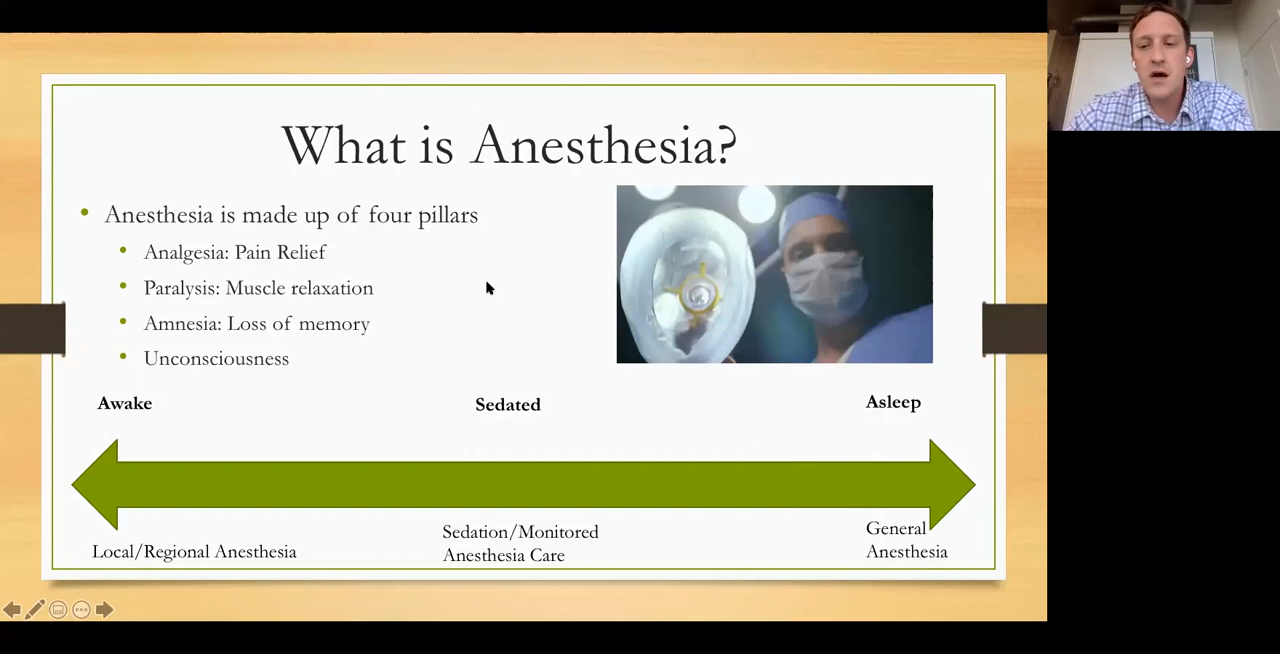 What is Anesthesia?
Anesthesia is made up of four pillars
Analgesia: Pain Relief
Paralysis: Muscle relaxation
Amnesia: Loss of memory
Unconsciousness
Awake
Sedated
Asleep
Local/Regional Anesthesia
Sedation/Monitored
Anesthesia Care
General
Anesthesia